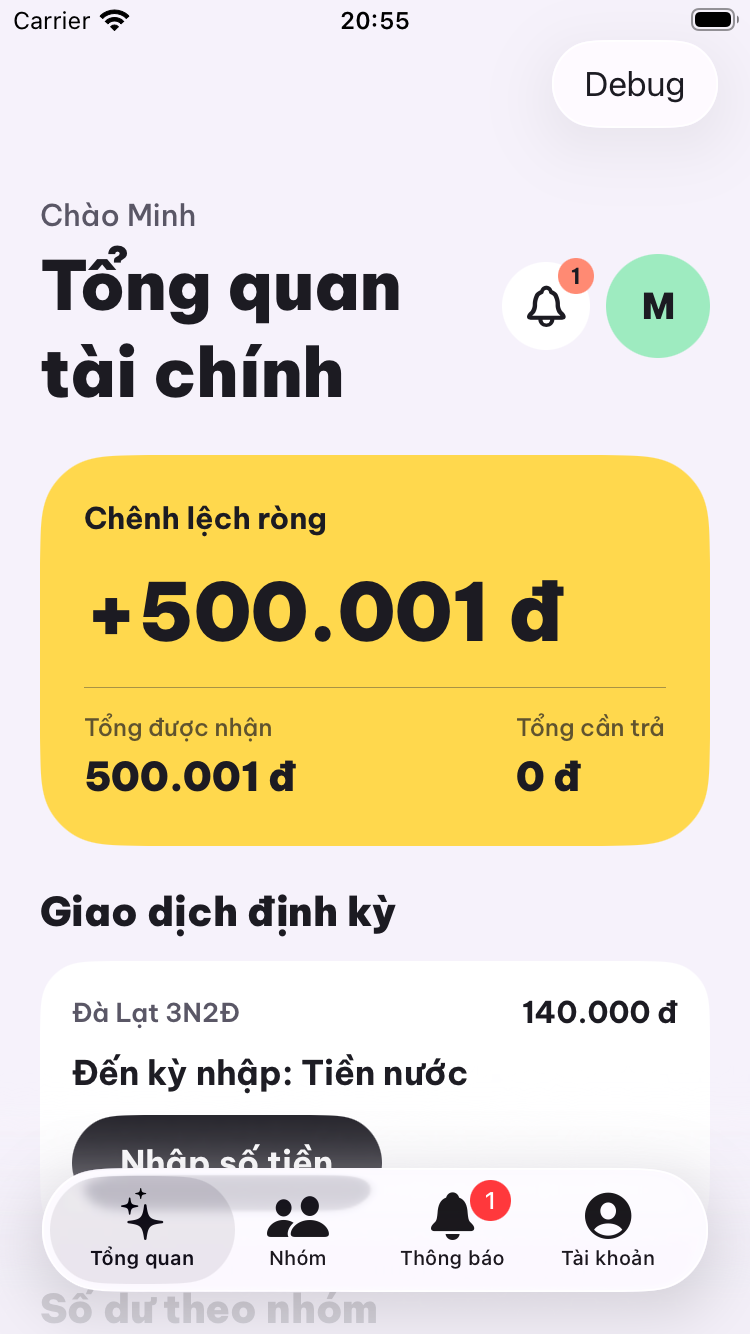 Carrier 20:55
Debug
Chào Minh
Tổng quan
tài chính
1
M
Chênh lệch ròng
+500.001 đ
Tổng được nhận Tổng cần trả
500.001 đ 0 đ
Giao dịch định kỳ
Đà Lạt 3N2Đ 140.000 đ
Đến kỳ nhập: Tiền nước
Nhập số tiền
1
Tổng quan Nhóm Thông báo Tài khoản
Số dư theo nhóm